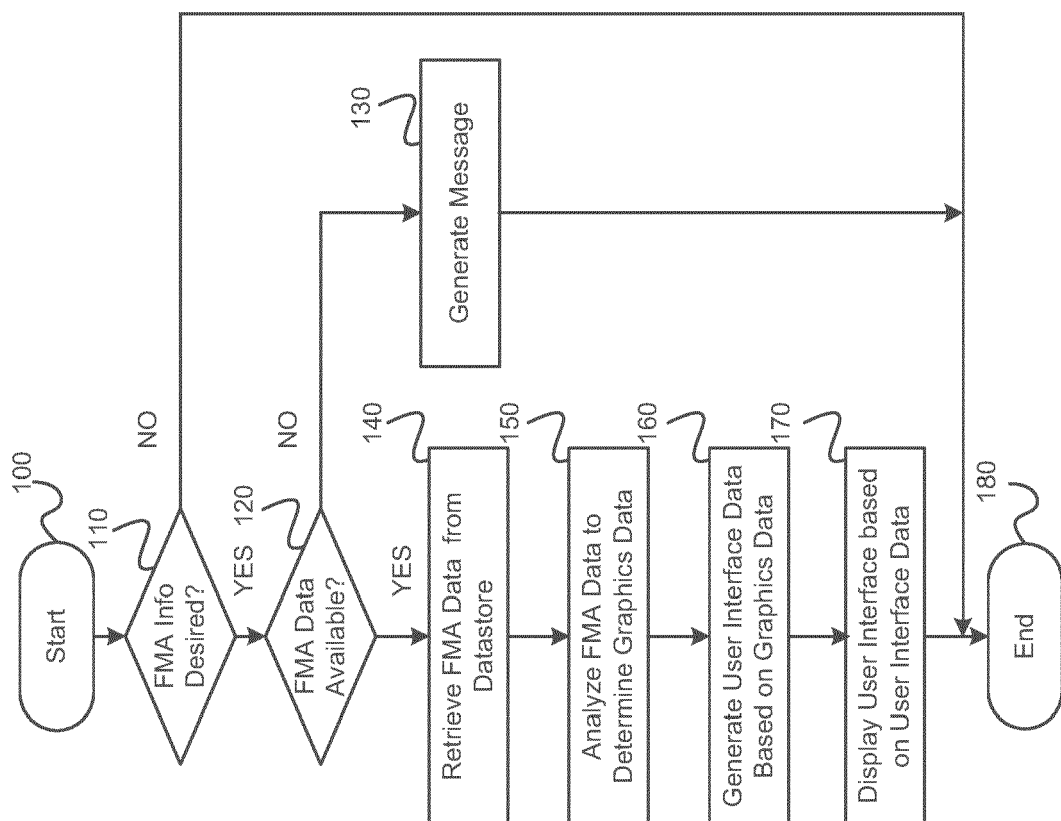 Start
100
FMA Info
Desired?
110
NO
YES
FMA Data
Available?
120
NO
YES
Generate Message
130
Retrieve FMA Data from
Datastore
140
Analyze FMA Data to
Determine Graphics Data
150
Generate User Interface Data
Based on Graphics Data
160
Display User Interface based
on User Interface Data
170
End
180